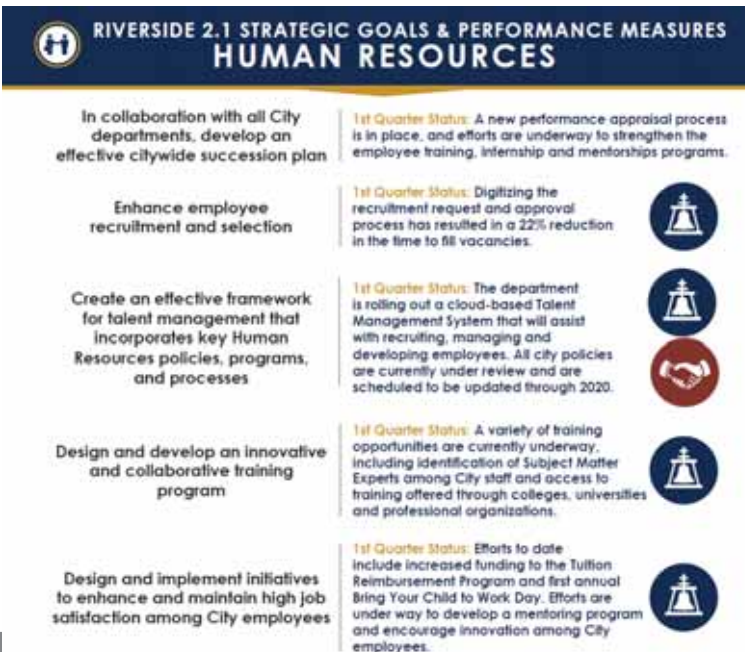 RIVERSIDE 2.1 STRATEGIC GOALS & PERFORMANCE MEASURES
HUMAN RESOURCES
In collaboration with all City
departments, develop an
effective citywide succession plan
1st Quarter Status: A new performance appraisal process
is in place, and efforts are underway to strengthen the
employee training, internship and mentorships programs.
Enhance employee
recruitment and selection
1st Quarter Status: Digitizing the
recruitment request and approval
process has resulted in a 22% reduction
in the time to fill vacancies.
Create an effective framework
for talent management that
incorporates key Human
Resources policies, programs,
and processes
1st Quarter Status: The department
is rolling out a cloud-based Talent
Management System that will assist
with recruiting, managing and
developing employees. All city policies
are currently under review and are
scheduled to be updated through 2020.
Design and develop an innovative
and collaborative training
program
1st Quarter Status: A variety of training
opportunities are currently underway,
including identification of Subject Matter
Experts among City staff and access to
training offered through colleges, universities
and professional organizations.
Design and implement initiatives
to enhance and maintain high job
satisfaction among City employees
1st Quarter Status: Efforts to date
include increased funding to the Tuition
Reimbursement Program and first annual
Bring Your Child to Work Day. Efforts are
under way to develop a mentoring program
and encourage innovation among City
employees.